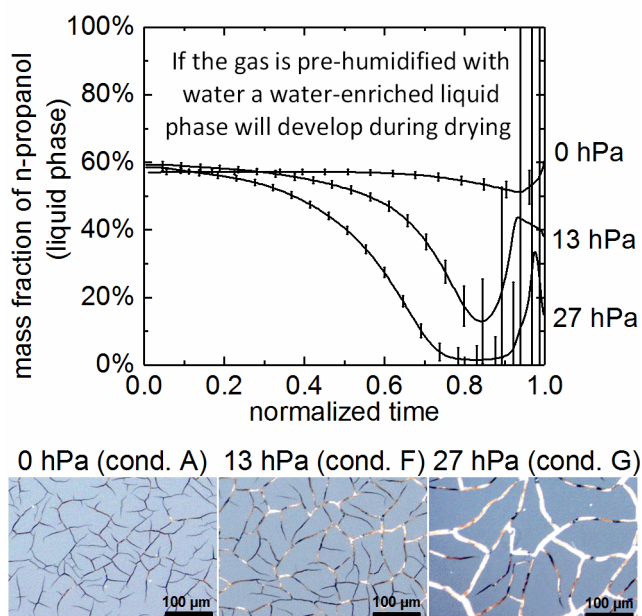 100%
80%
60%
40%
20%
0%
mass fraction of n-propanol
(liquid phase)
If the gas is pre-humidified with
water a water-enriched liquid
phase will develop during drying
0 hPa
13 hPa
27 hPa
0.0 0.2 0.4 0.6 0.8 1.0
normalized time
0 hPa (cond. A) 13 hPa (cond. F) 27 hPa (cond. G)
100 µm 100 µm 100 µm